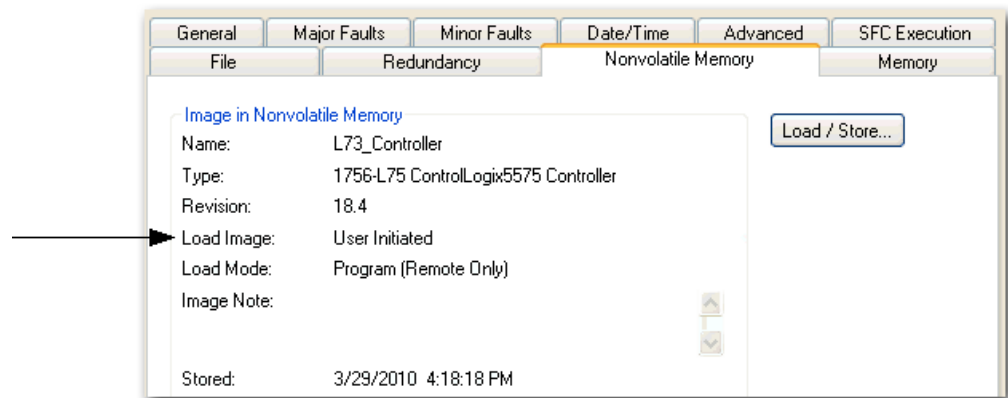 General Major Faults Minor Faults Date/Time Advanced SFC Execution
File Redundancy Nonvolatile Memory Memory
Image in Nonvolatile Memory
Load / Store...
Name: L73_Controller
Type: 1756-L75 ControlLogix5575 Controller
Revision: 18.4
Load Image: User Initiated
Load Mode: Program (Remote Only)
Image Note:
Stored: 3/29/2010 4:18:18 PM